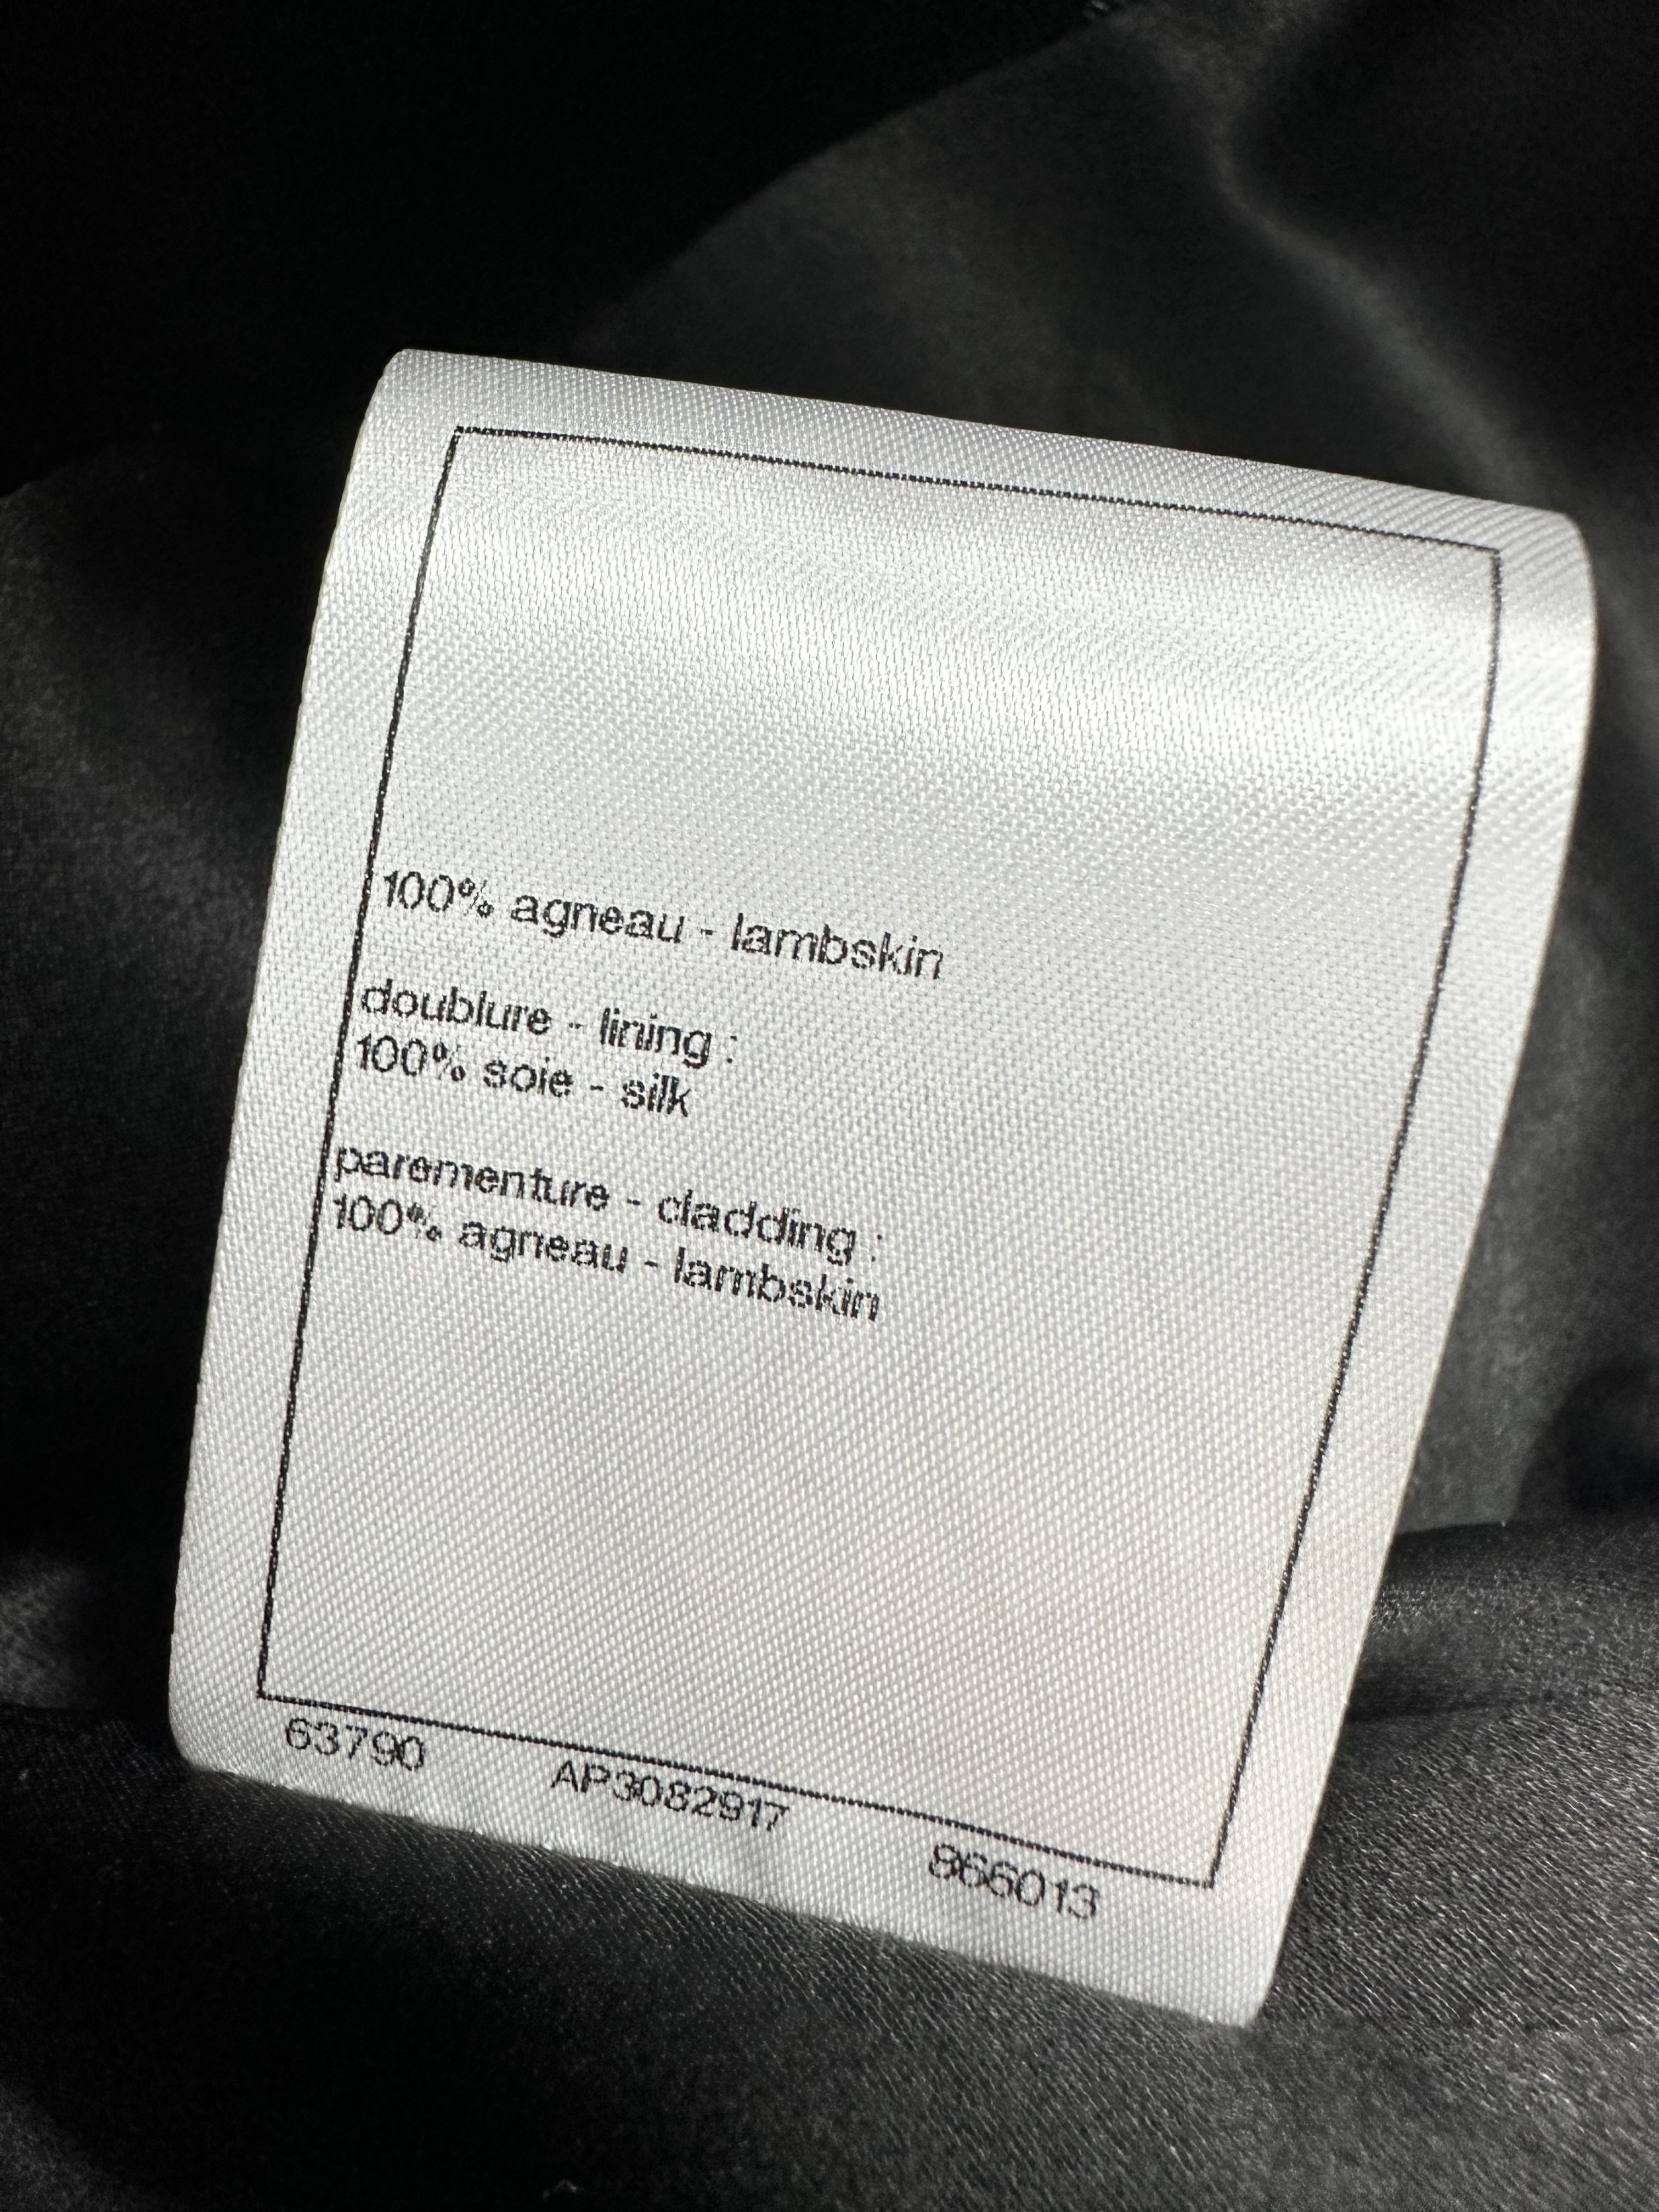 100% agneau - lambskin
doublure - lining :
100% soie - silk
parementure - cladding :
100% agneau - lambskin
63790 AP3082917 866013